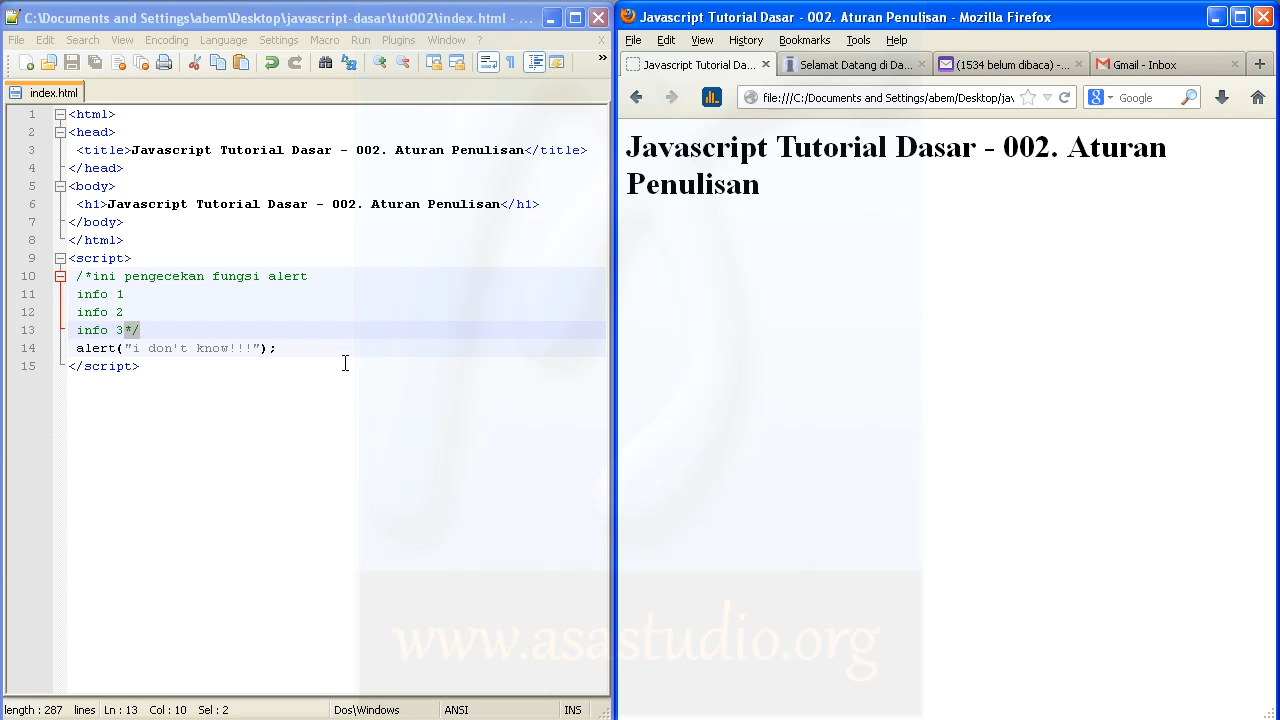 C:\Documents and Settings\abem\Desktop\javascript-dasar\tut002\index.html - ...
File Edit Search View Encoding Language Settings Macro Run Plugins Window ? X
»
index.html
1 <html>
2 <head>
3 <title>Javascript Tutorial Dasar - 002. Aturan Penulisan</title>
4 </head>
5 <body>
6 <h1>Javascript Tutorial Dasar - 002. Aturan Penulisan</h1>
7 </body>
8 </html>
9 <script>
10 /*ini pengecekan fungsi alert
11 info 1
12 info 2
13 info 3*/
14 alert("i don't know!!!");
15 </script>
length : 287 lines Ln : 13 Col : 10 Sel : 2 Dos\Windows ANSI INS
Javascript Tutorial Dasar - 002. Aturan Penulisan - Mozilla Firefox
File Edit View History Bookmarks Tools Help
Javascript Tutorial Da... Selamat Datang di Da... (1534 belum dibaca) -... Gmail - Inbox
file:///C:/Documents and Settings/abem/Desktop/jav Google
Javascript Tutorial Dasar - 002. Aturan
Penulisan
www.asastudio.org